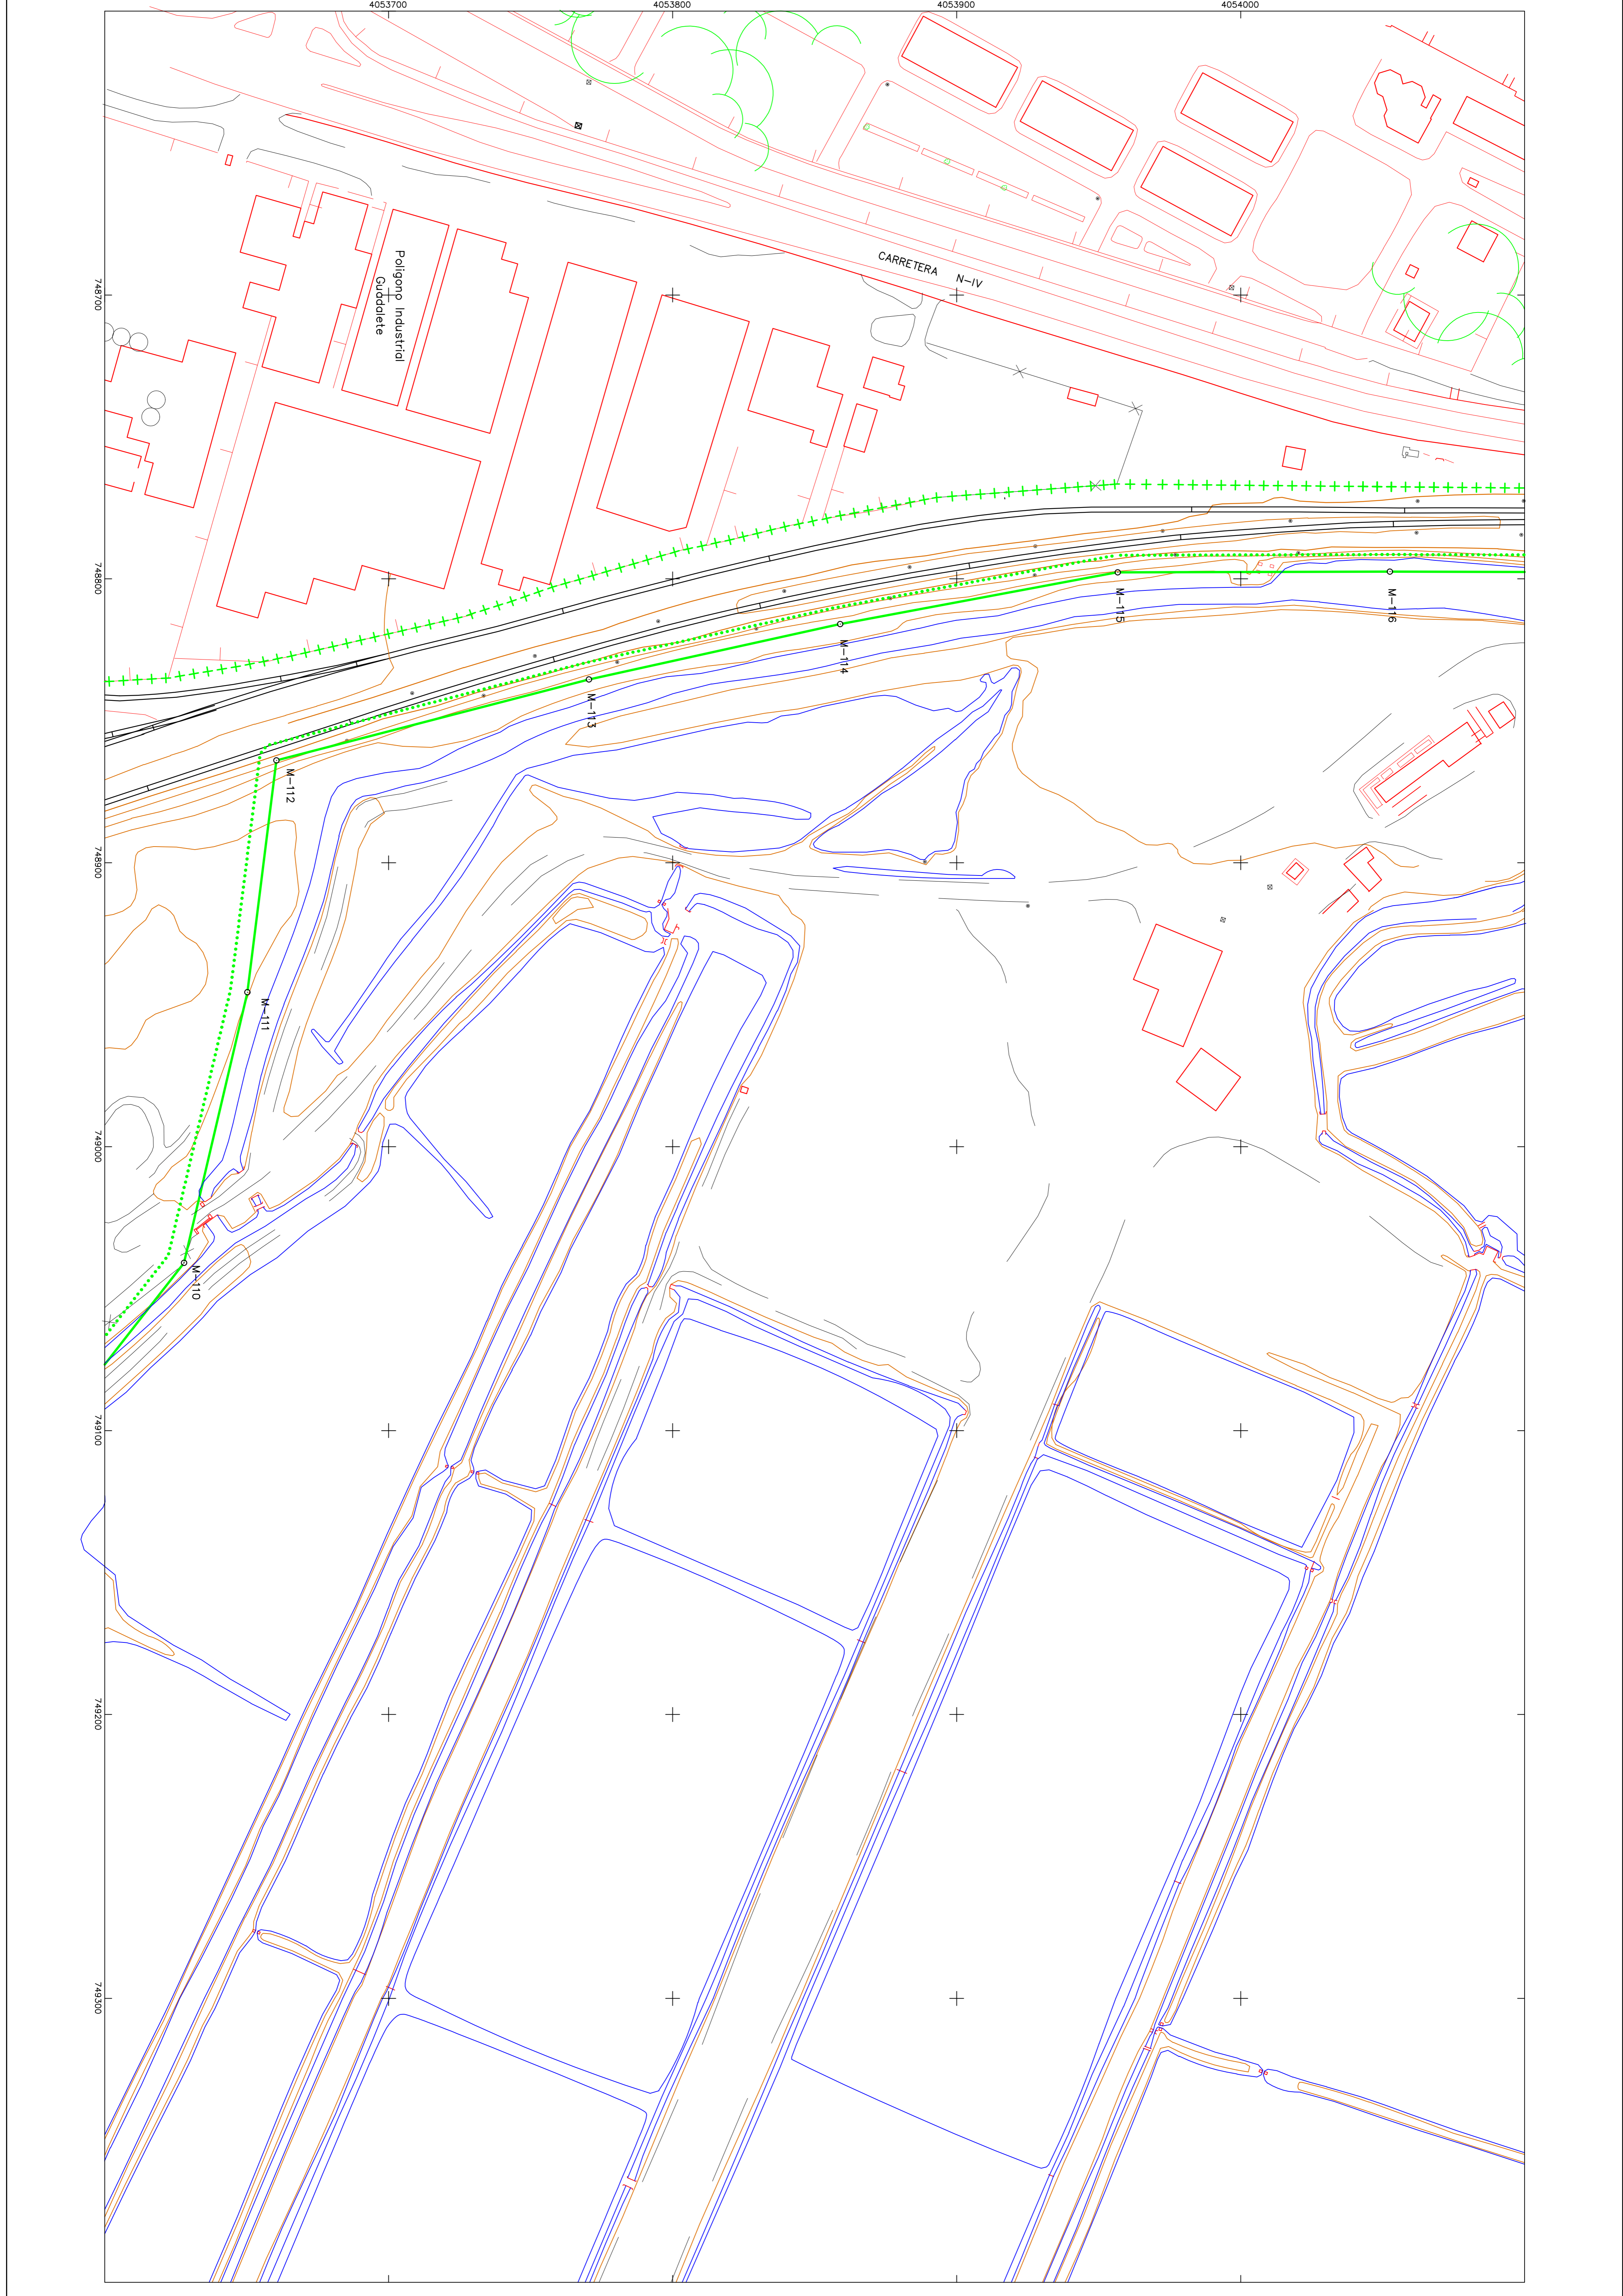 4053700
4053800
4053900
4054000
CARRETERA N-IV
Poligono Industrial
Guadalete
748700
748800
748900
749000
749100
749200
749300
M-116
M-115
M-114
M-113
M-112
M-111
M-110